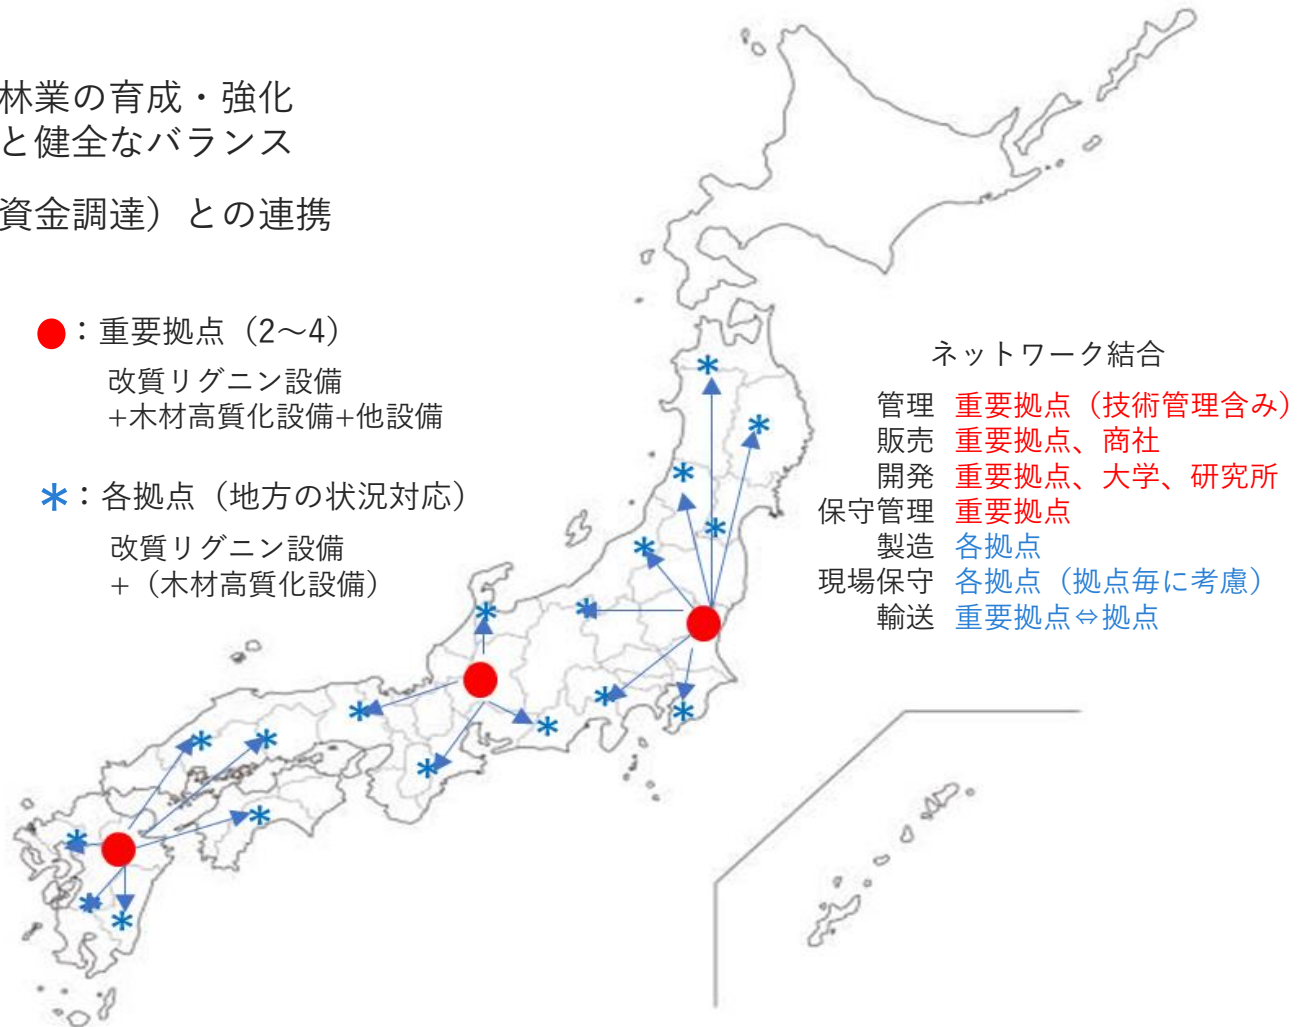 林業の育成・強化
と健全なバランス
資金調達）との連携
●：重要拠点（2～4）
改質リグニン設備
+木材高質化設備+他設備
*：各拠点（地方の状況対応）
改質リグニン設備
+（木材高質化設備）
ネットワーク結合
管理 重要拠点（技術管理含み）
販売 重要拠点、商社
開発 重要拠点、大学、研究所
保守管理 重要拠点
製造 各拠点
現場保守 各拠点（拠点毎に考慮）
輸送 重要拠点⇔拠点